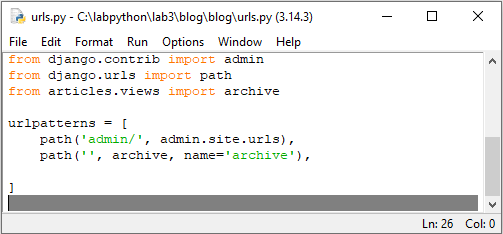 urls.py - C:\labpython\lab3\blog\blog\urls.py (3.14.3)
File Edit Format Run Options Window Help
from django.contrib import admin
from django.urls import path
from articles.views import archive
urlpatterns = [
    path('admin/', admin.site.urls),
    path('', archive, name='archive'),
]
Ln: 26 Col: 0